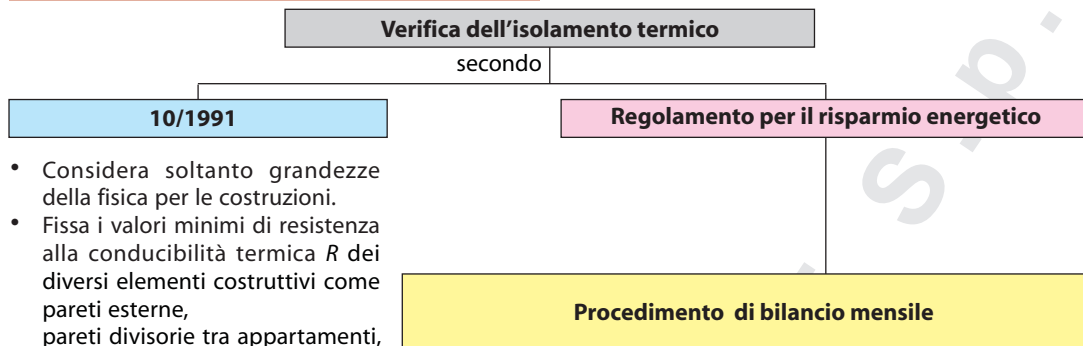 Verifica dell'isolamento termico
secondo
10/1991
Regolamento per il risparmio energetico
• Considera soltanto grandezze
della fisica per le costruzioni.
• Fissa i valori minimi di resistenza
alla conducibilità termica R dei
diversi elementi costruttivi come
pareti esterne,
pareti divisorie tra appartamenti,
Procedimento di bilancio mensile
S.p.